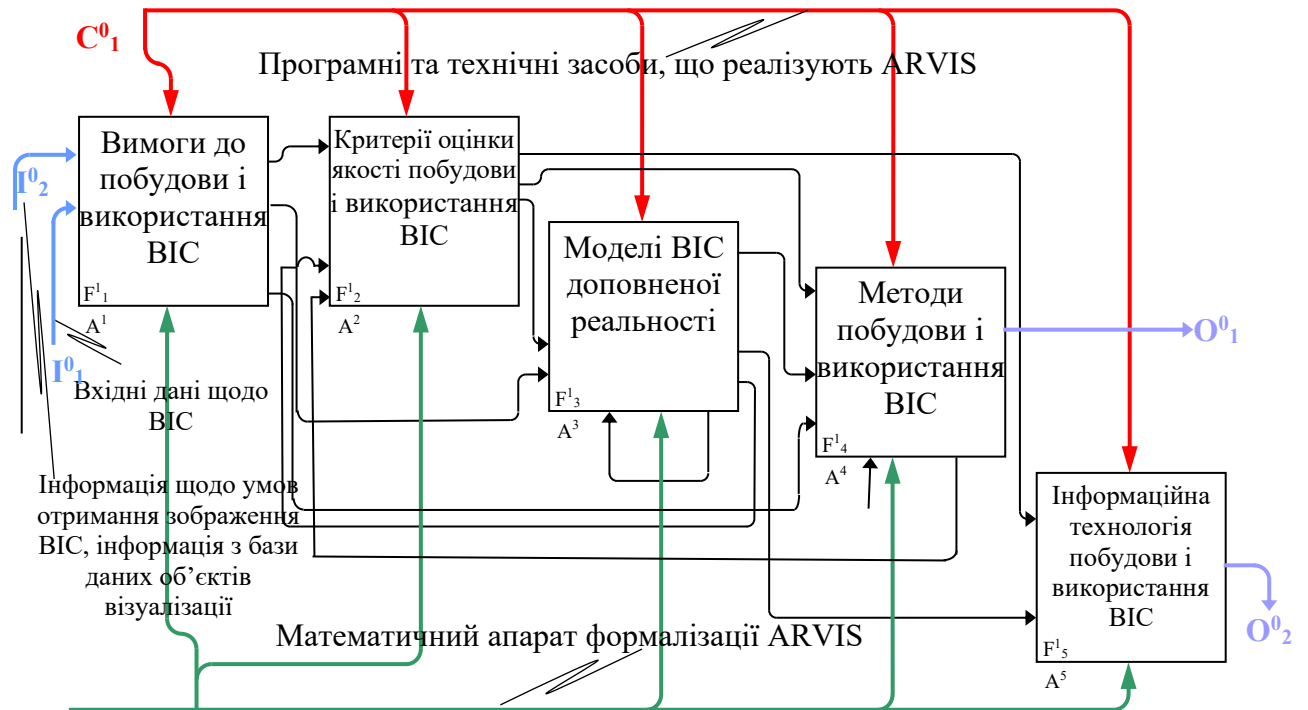 C⁰₁
Програмні та технічні засоби, що реалізують ARVIS
Вимоги до
побудови і
використання
ВІС
F¹₁
A¹
Критерії оцінки
якості побудови
і використання
ВІС
F¹₂
A²
I⁰₂
I⁰₁
Моделі ВІС
доповненої
реальності
F¹₃
A³
Методи
побудови і
використання
ВІС
F¹₄
A⁴
O⁰₁
Вхідні дані щодо
ВІС
Інформація щодо умов
отримання зображення
ВІС, інформація з бази
даних об’єктів
візуалізації
Інформаційна
технологія
побудови і
використання
ВІС
F¹₅
A⁵
O⁰₂
Математичний апарат формалізації ARVIS